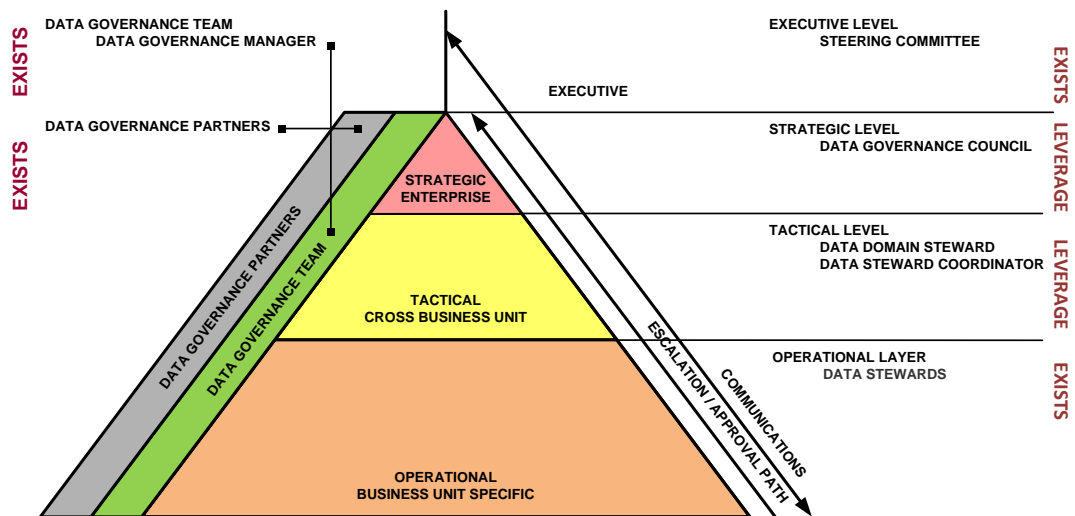 DATA GOVERNANCE TEAM
DATA GOVERNANCE MANAGER
EXISTS
DATA GOVERNANCE PARTNERS
EXISTS
EXECUTIVE
EXECUTIVE LEVEL
STEERING COMMITTEE
EXISTS
STRATEGIC LEVEL
DATA GOVERNANCE COUNCIL
LEVERAGE
TACTICAL LEVEL
DATA DOMAIN STEWARD
DATA STEWARD COORDINATOR
LEVERAGE
OPERATIONAL LAYER
DATA STEWARDS
EXISTS
DATA GOVERNANCE PARTNERS
DATA GOVERNANCE TEAM
STRATEGIC
ENTERPRISE
TACTICAL
CROSS BUSINESS UNIT
OPERATIONAL
BUSINESS UNIT SPECIFIC
ESCALATION / APPROVAL PATH
COMMUNICATIONS